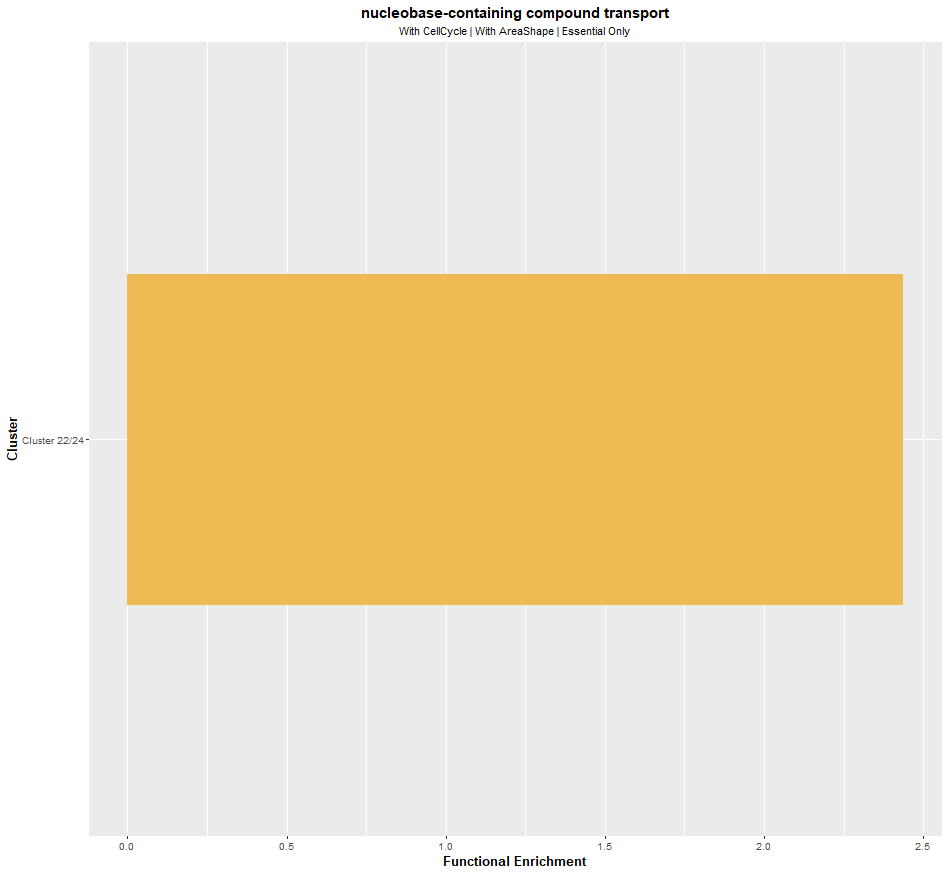 nucleobase-containing compound transport
With CellCycle | With AreaShape | Essential Only
Cluster
Cluster 22/24
0.0 0.5 1.0 1.5 2.0 2.5
Functional Enrichment